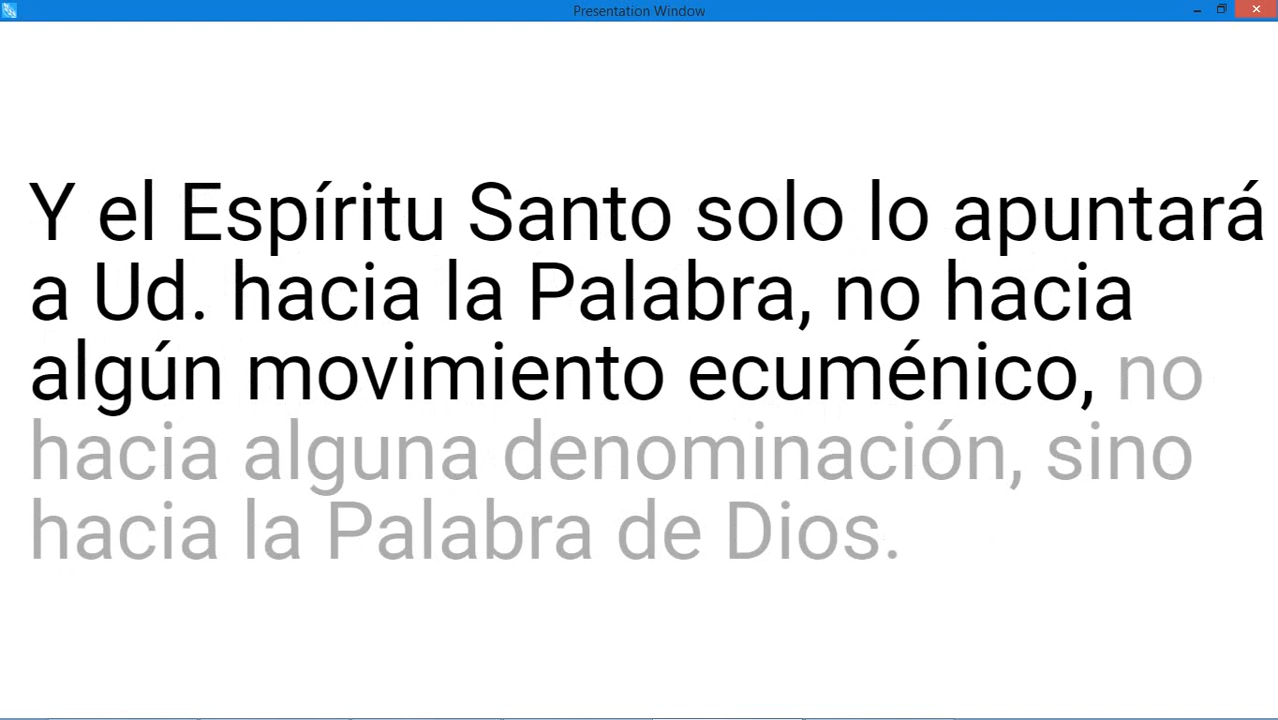 Presentation Window
Y el Espíritu Santo solo lo apuntará
a Ud. hacia la Palabra, no hacia
algún movimiento ecuménico, no
hacia alguna denominación, sino
hacia la Palabra de Dios.